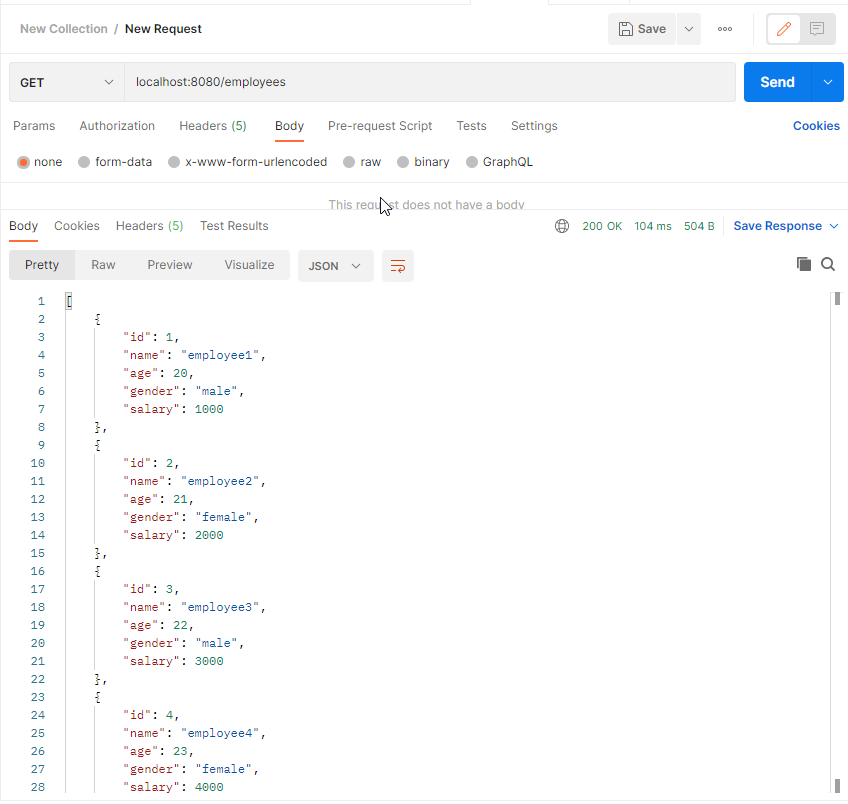 New Collection / New Request Save ooo
GET localhost:8080/employees Send
Params Authorization Headers (5) Body Pre-request Script Tests Settings Cookies
none form-data x-www-form-urlencoded raw binary GraphQL
This request does not have a body
Body Cookies Headers (5) Test Results 200 OK 104 ms 504 B Save Response
Pretty Raw Preview Visualize JSON
1 [
2 {
3 "id": 1,
4 "name": "employee1",
5 "age": 20,
6 "gender": "male",
7 "salary": 1000
8 },
9 {
10 "id": 2,
11 "name": "employee2",
12 "age": 21,
13 "gender": "female",
14 "salary": 2000
15 },
16 {
17 "id": 3,
18 "name": "employee3",
19 "age": 22,
20 "gender": "male",
21 "salary": 3000
22 },
23 {
24 "id": 4,
25 "name": "employee4",
26 "age": 23,
27 "gender": "female",
28 "salary": 4000